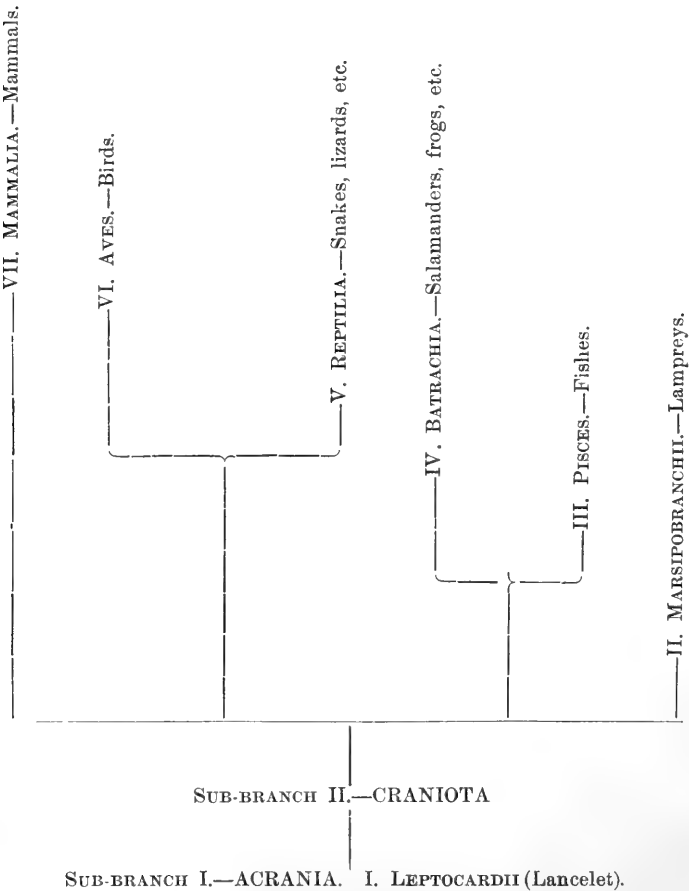 VII. MAMMALIA.—Mammals.
VI. AVES.—Birds.
V. REPTILIA.—Snakes, lizards, etc.
IV. BATRACHIA.—Salamanders, frogs, etc.
III. PISCES.—Fishes.
II. MARSIPOBRANCHII.—Lampreys.
SUB-BRANCH II.—CRANIOTA
SUB-BRANCH I.—ACRANIA. I. LEPTOCARDII (Lancelet).